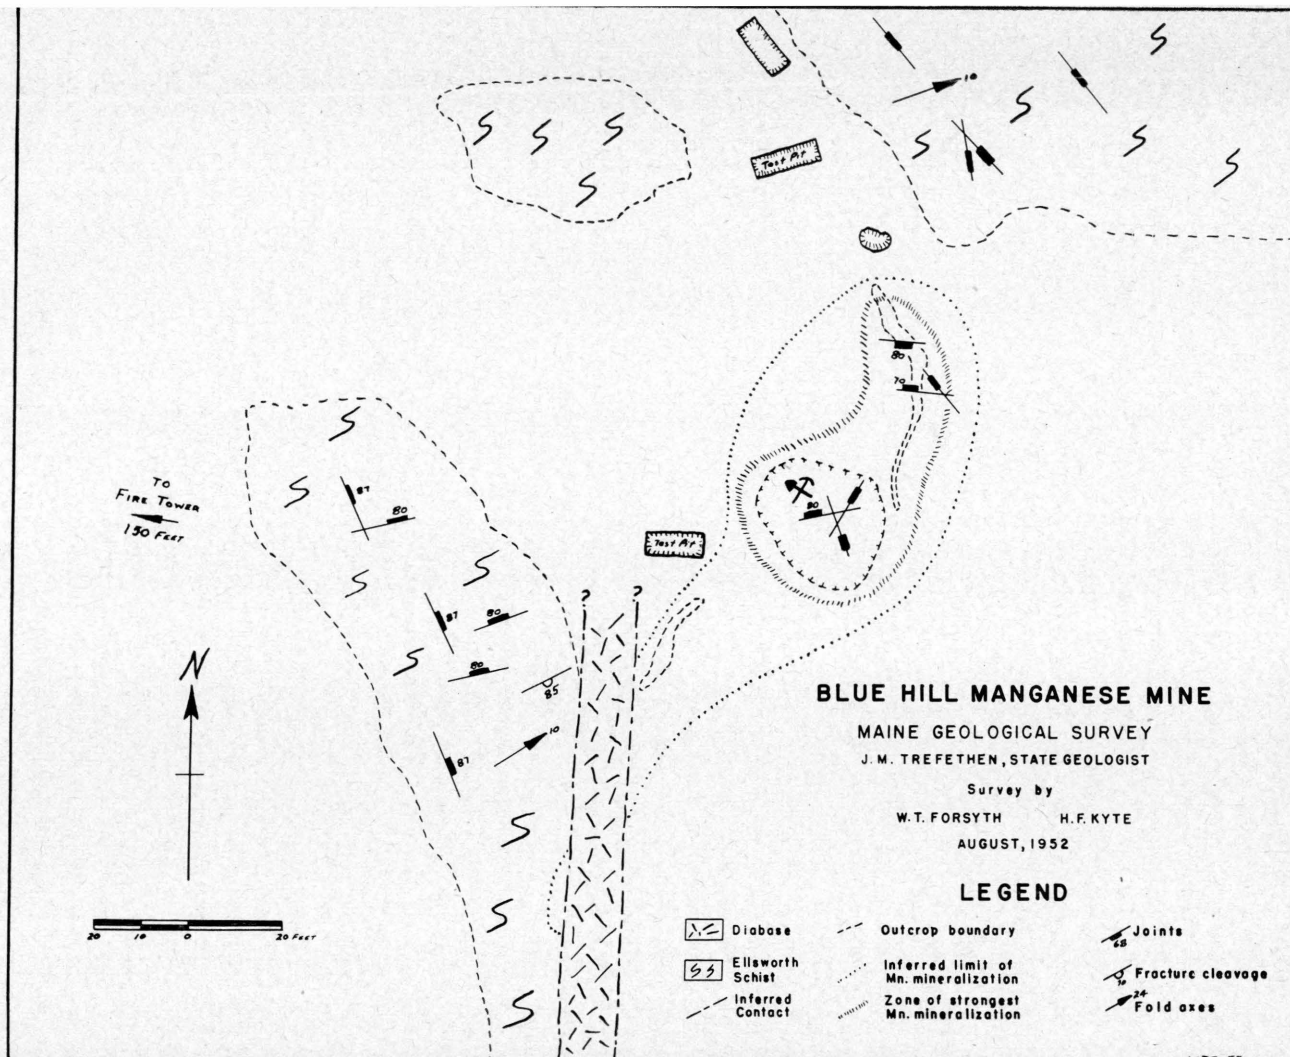 10
Test Pit
80
70
TO
FIRE TOWER
150 FEET
87
80
80
Test Pit
? ?
87
80
80
85
N
10
87
BLUE HILL MANGANESE MINE
MAINE GEOLOGICAL SURVEY
J.M. TREFETHEN, STATE GEOLOGIST
Survey by
W.T. FORSYTH H.F. KYTE
AUGUST, 1952
20 10 0 20 FEET
LEGEND
Diabase
Ellsworth
Schist
Inferred
Contact
Outcrop boundary
Inferred limit of
Mn. mineralization
Zone of strongest
Mn. mineralization
Joints
68
Fracture cleavage
70
24
Fold axes